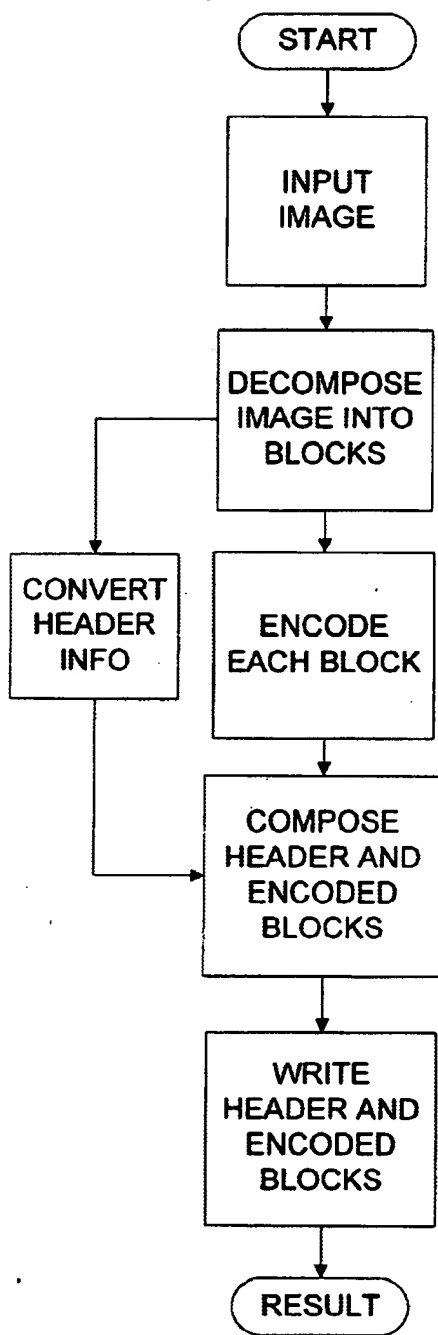 START
INPUT
IMAGE
DECOMPOSE
IMAGE INTO
BLOCKS
CONVERT
HEADER
INFO
ENCODE
EACH BLOCK
COMPOSE
HEADER AND
ENCODED
BLOCKS
WRITE
HEADER AND
ENCODED
BLOCKS
RESULT